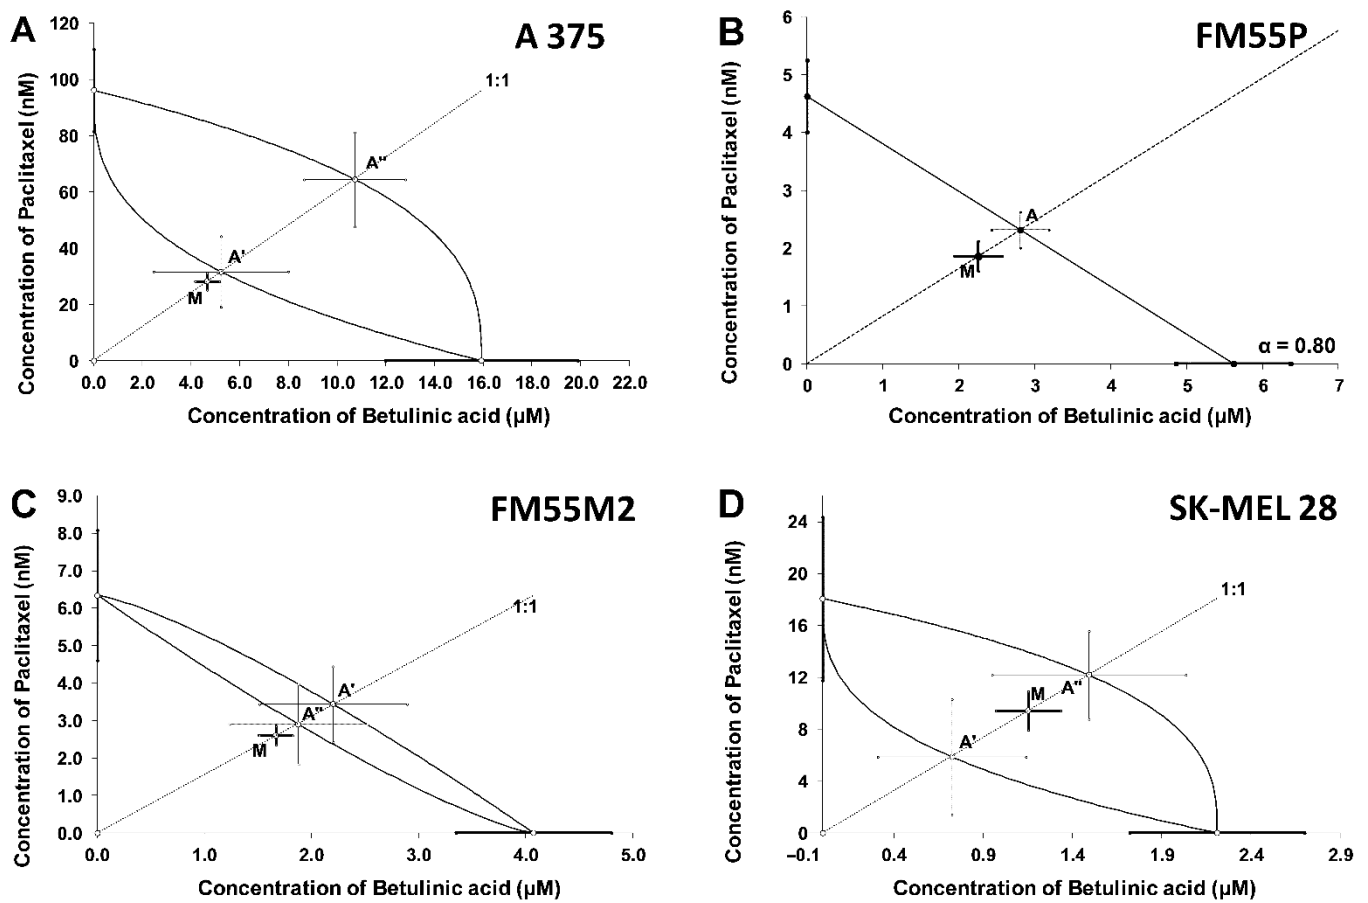 A
A 375
Concentration of Paclitaxel (nM)
120
100
80
60
40
20
0
1:1
A"
A'
M
0.0 2.0 4.0 6.0 8.0 10.0 12.0 14.0 16.0 18.0 20.0 22.0
Concentration of Betulinic acid (µM)
B
FM55P
Concentration of Paclitaxel (nM)
6
5
4
3
2
1
0
A
M
α = 0.80
0 1 2 3 4 5 6 7
Concentration of Betulinic acid (µM)
C
FM55M2
Concentration of Paclitaxel (nM)
9.0
8.0
7.0
6.0
5.0
4.0
3.0
2.0
1.0
0.0
1:1
A'
A"
M
0.0 1.0 2.0 3.0 4.0 5.0
Concentration of Betulinic acid (µM)
D
SK-MEL 28
Concentration of Paclitaxel (nM)
24
20
16
12
8
4
0
1:1
M
A"
A'
–0.1 0.4 0.9 1.4 1.9 2.4 2.9
Concentration of Betulinic acid (µM)